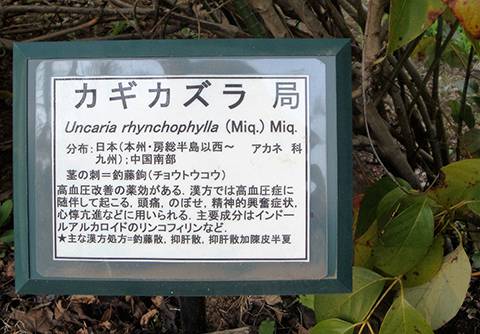 カギカズラ 局
Uncaria rhynchophylla (Miq.) Miq.
分布: 日本(本州・房総半島以西～ アカネ 科
九州); 中国南部
茎の刺＝釣藤鉤(チョウトウコウ)
高血圧改善の薬効がある. 漢方では高血圧症に
随伴して起こる, 頭痛, のぼせ, 精神的興奮症状,
心悸亢進などに用いられる. 主要成分はインドー
ルアルカロイドのリンコフィリンなど.
★主な漢方処方＝釣藤散, 抑肝散, 抑肝散加陳皮半夏